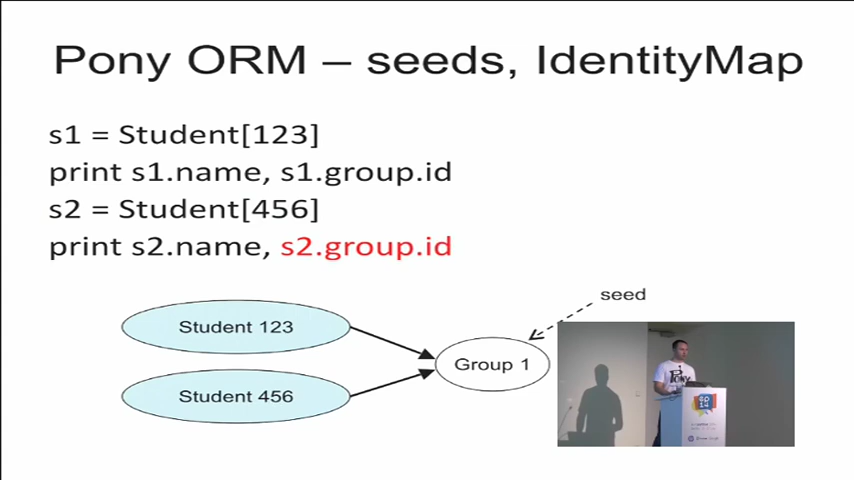 Pony ORM – seeds, IdentityMap
s1 = Student[123]
print s1.name, s1.group.id
s2 = Student[456]
print s2.name, s2.group.id
seed
Student 123
Group 1
Student 456
PONY